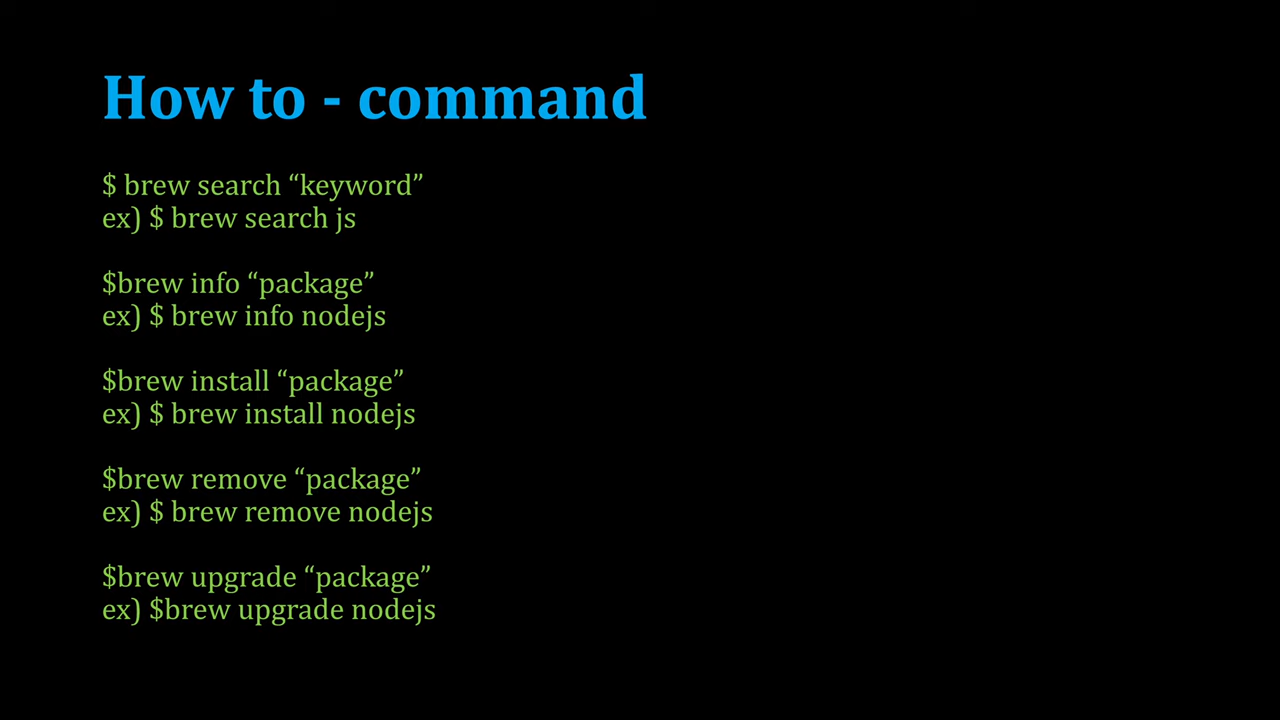 How to - command
$ brew search “keyword”
ex) $ brew search js
$brew info “package”
ex) $ brew info nodejs
$brew install “package”
ex) $ brew install nodejs
$brew remove “package”
ex) $ brew remove nodejs
$brew upgrade “package”
ex) $brew upgrade nodejs